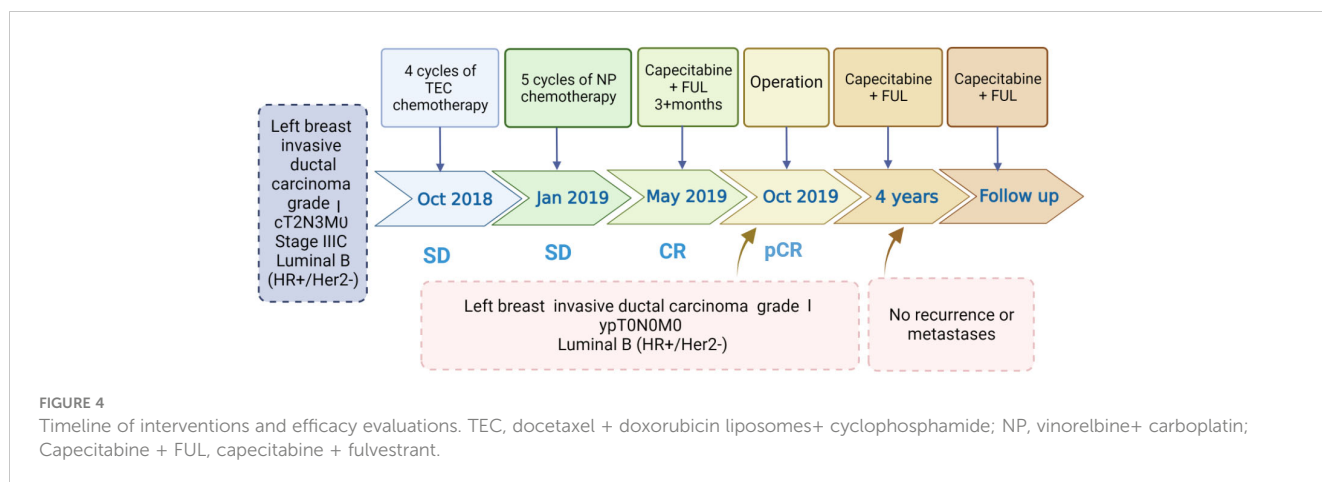 4 cycles of
TEC
chemotherapy
5 cycles of NP
chemotherapy
Capecitabine
+ FUL
3+months
Operation
Capecitabine
+ FUL
Capecitabine
+ FUL
Left breast
invasive
ductal
carcinoma
grade I
cT2N3M0
Stage IIIC
Luminal B
(HR+/Her2-)
Oct 2018
Jan 2019
May 2019
Oct 2019
4 years
Follow up
SD
SD
CR
pCR
Left breast invasive ductal carcinoma grade I
ypT0N0M0
Luminal B (HR+/Her2-)
No recurrence or
metastases
FIGURE 4
Timeline of interventions and efficacy evaluations. TEC, docetaxel + doxorubicin liposomes+ cyclophosphamide; NP, vinorelbine+ carboplatin;
Capecitabine + FUL, capecitabine + fulvestrant.